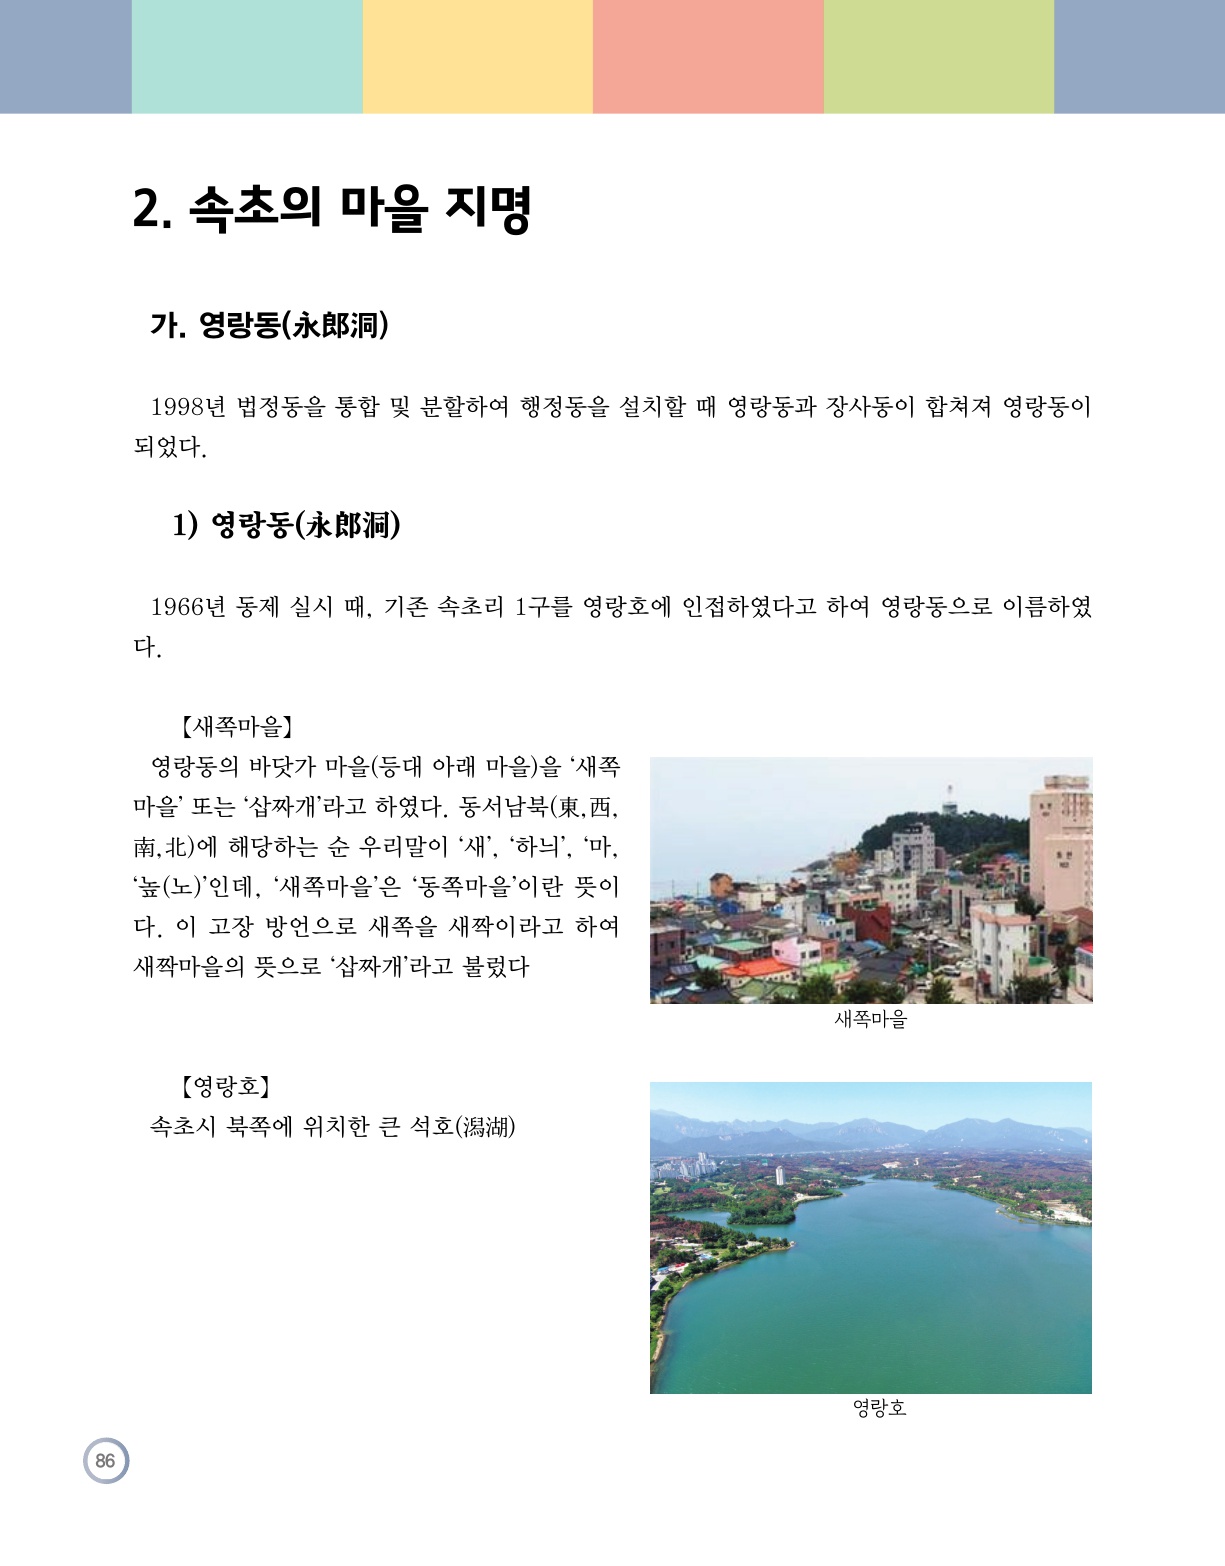 2. 속초의 마을 지명
가. 영랑동(永郎洞)
1998년 법정동을 통합 및 분할하여 행정동을 설치할 때 영랑동과 장사동이 합쳐져 영랑동이
되었다.
1) 영랑동(永郎洞)
1966년 동제 실시 때, 기존 속초리 1구를 영랑호에 인접하였다고 하여 영랑동으로 이름하였
다.
【새쪽마을】
영랑동의 바닷가 마을(등대 아래 마을)을 ‘새쪽
마을’ 또는 ‘삽짜개’라고 하였다. 동서남북(東,西,
南,北)에 해당하는 순 우리말이 ‘새’, ‘하늬’, ‘마,
‘높(노)’인데, ‘새쪽마을’은 ‘동쪽마을’이란 뜻이
다. 이 고장 방언으로 새쪽을 새짝이라고 하여
새짝마을의 뜻으로 ‘삽짜개’라고 불렀다
새쪽마을
【영랑호】
속초시 북쪽에 위치한 큰 석호(潟湖)
영랑호
86